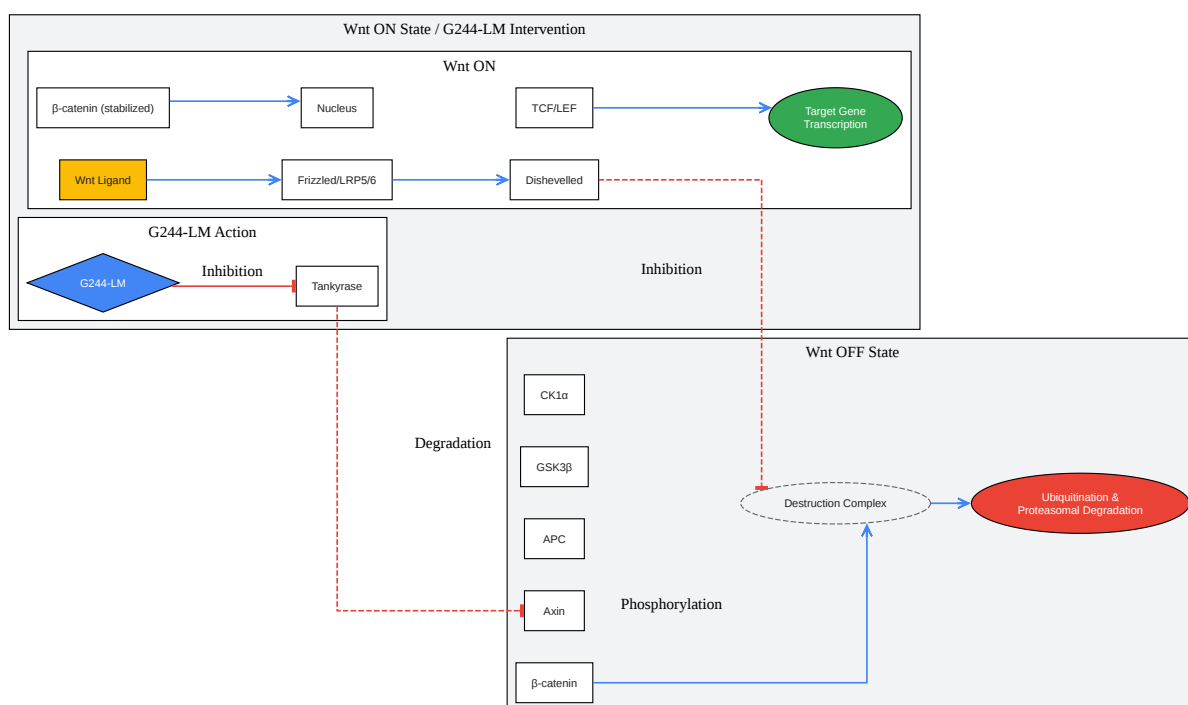 Wnt ON State / G244-LM Intervention
Wnt ON
β-catenin (stabilized)
Nucleus
TCF/LEF
Target Gene
Transcription
Wnt Ligand
Frizzled/LRP5/6
Dishevelled
G244-LM Action
G244-LM
Inhibition
Tankyrase
Inhibition
Wnt OFF State
CK1α
Degradation
GSK3β
Destruction Complex
Ubiquitination &
Proteasomal Degradation
APC
Axin
Phosphorylation
β-catenin